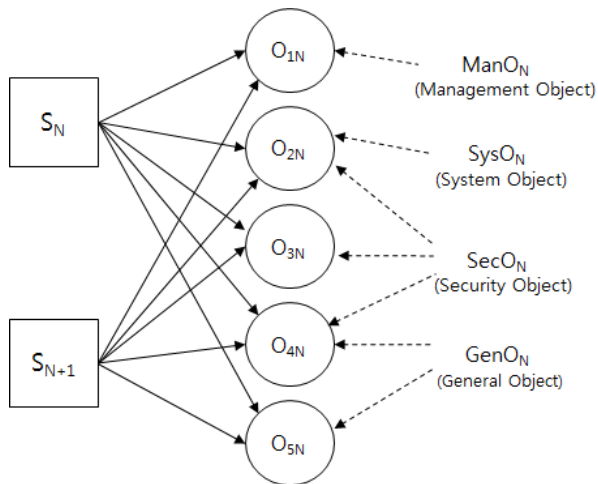 S_N
S_N+1
O_1N
O_2N
O_3N
O_4N
O_5N
ManO_N
(Management Object)
SysO_N
(System Object)
SecO_N
(Security Object)
GenO_N
(General Object)